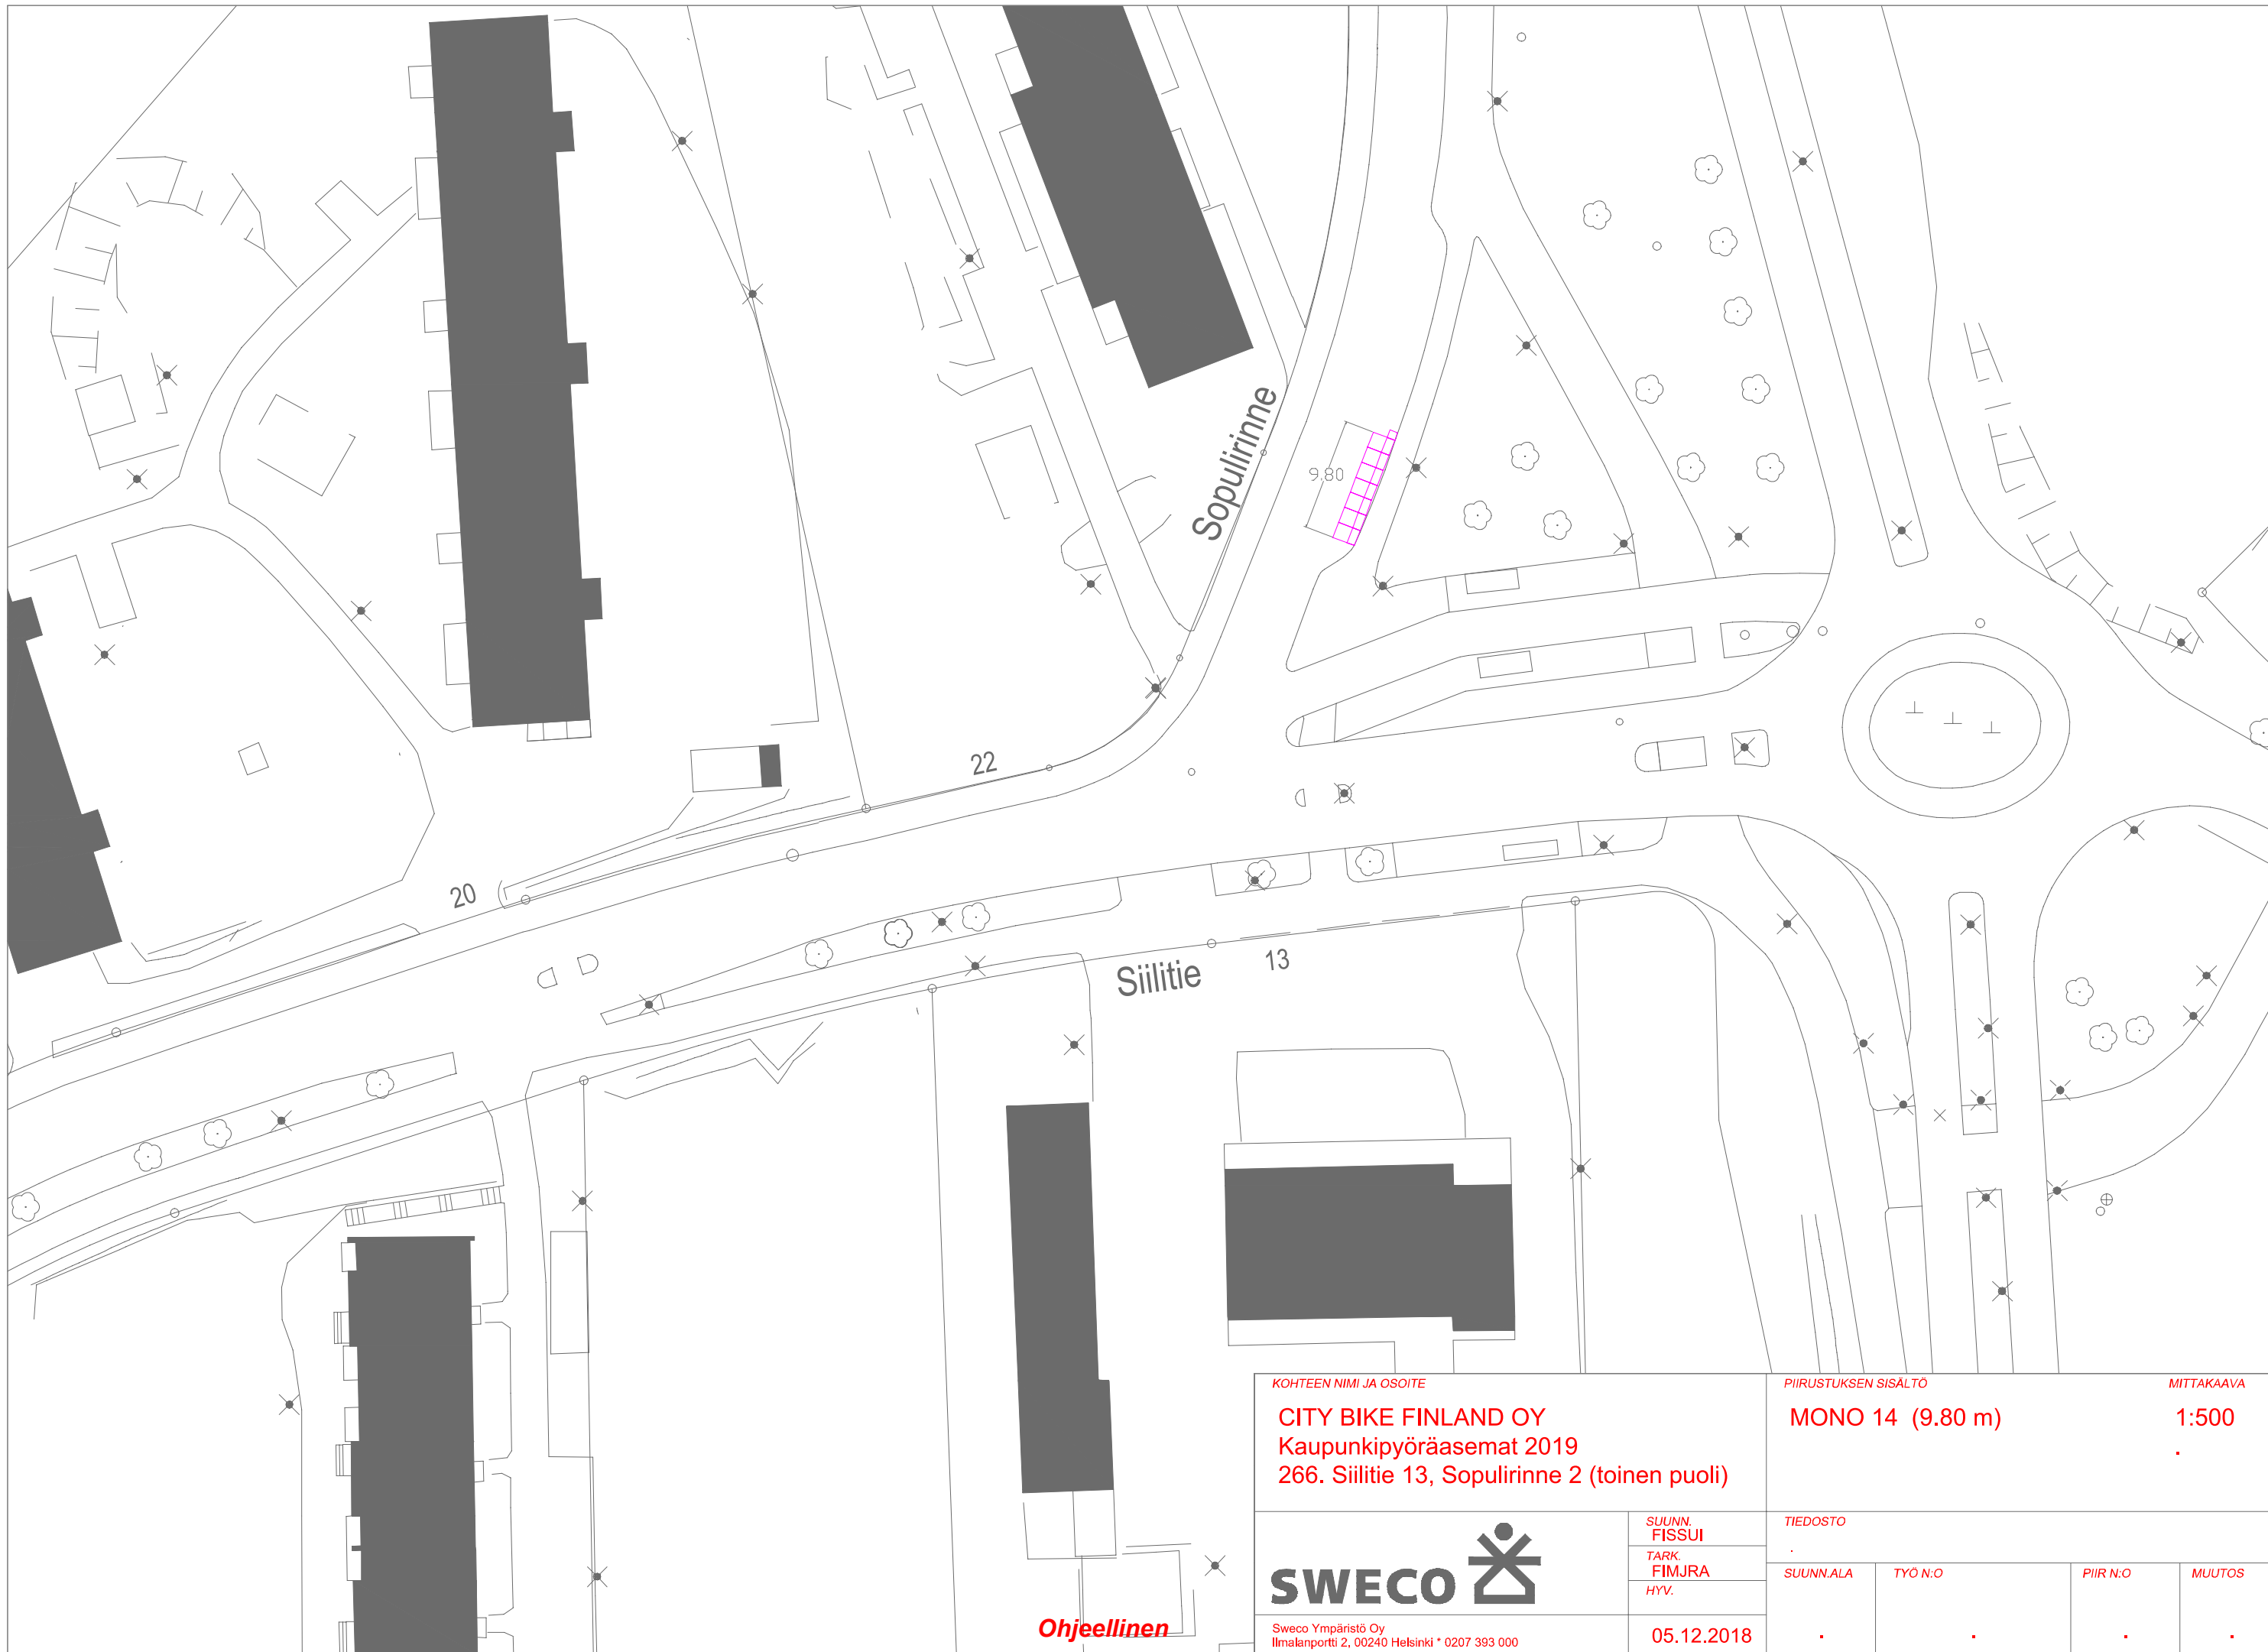 Sopulirinne
9.80
22
20
Siilitie
13
KOHTEEN NIMI JA OSOITE
CITY BIKE FINLAND OY
Kaupunkipyöräasemat 2019
266. Siilitie 13, Sopulirinne 2 (toinen puoli)
PIIRUSTUKSEN SISÄLTÖ
MITTAKAAVA
MONO 14 (9.80 m)
1:500
.
SWECO
SUUNN.
FISSUI
TARK.
FIMJRA
HYV.
TIEDOSTO
.
SUUNN.ALA
TYÖ N:O
PIIR N:O
MUUTOS
. . . .
Ohjeellinen
Sweco Ympäristö Oy
Ilmalanportti 2, 00240 Helsinki * 0207 393 000
05.12.2018